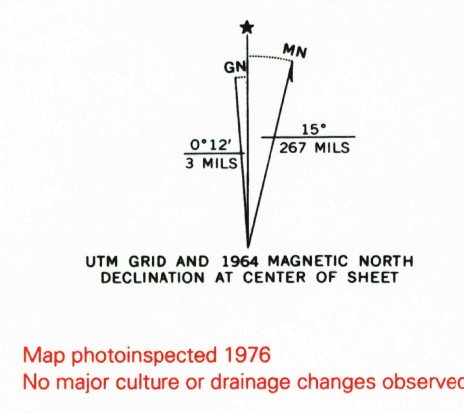 ★
MN
GN
0°12'
3 MILS
15°
267 MILS
UTM GRID AND 1964 MAGNETIC NORTH
DECLINATION AT CENTER OF SHEET
Map photoinspected 1976
No major culture or drainage changes observed